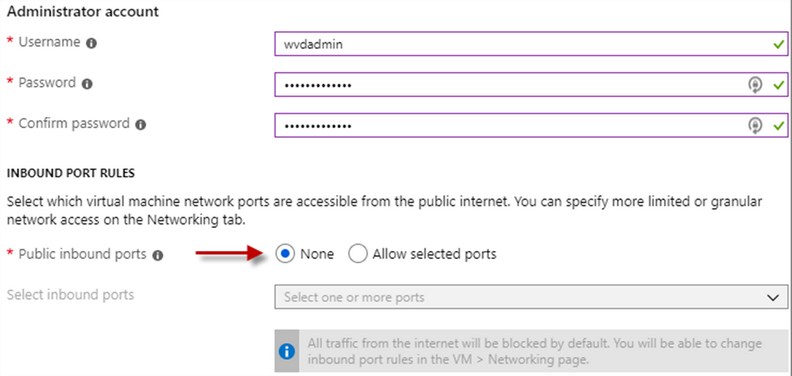 Administrator account
* Username
wvdadmin
* Password
•••••••••••••
* Confirm password
•••••••••••••
INBOUND PORT RULES
Select which virtual machine network ports are accessible from the public internet. You can specify more limited or granular
network access on the Networking tab.
* Public inbound ports None Allow selected ports
Select inbound ports
Select one or more ports
All traffic from the internet will be blocked by default. You will be able to change
inbound port rules in the VM > Networking page.